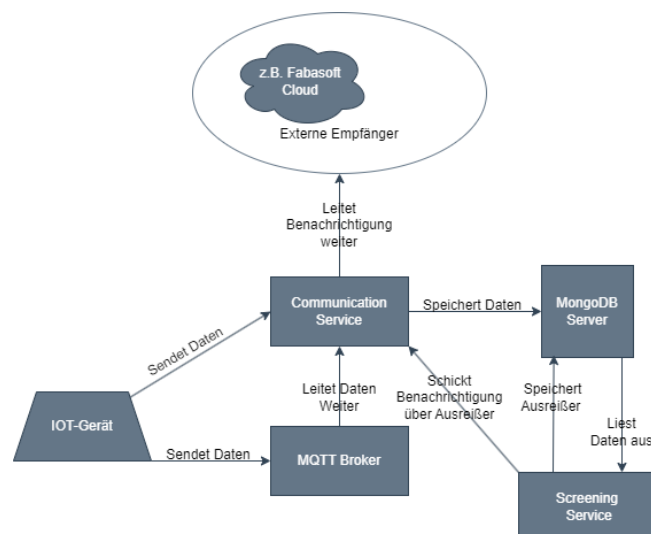 z.B. Fabasoft
Cloud
Externe Empfänger
Leitet
Benachrichtigung
weiter
Communication
Service
Speichert Daten
MongoDB
Server
Sendet Daten
Leitet Daten
Weiter
Schickt
Benachrichtigung
über Ausreißer
Speichert
Ausreißer
Liest
Daten aus
IOT-Gerät
Sendet Daten
MQTT Broker
Screening
Service